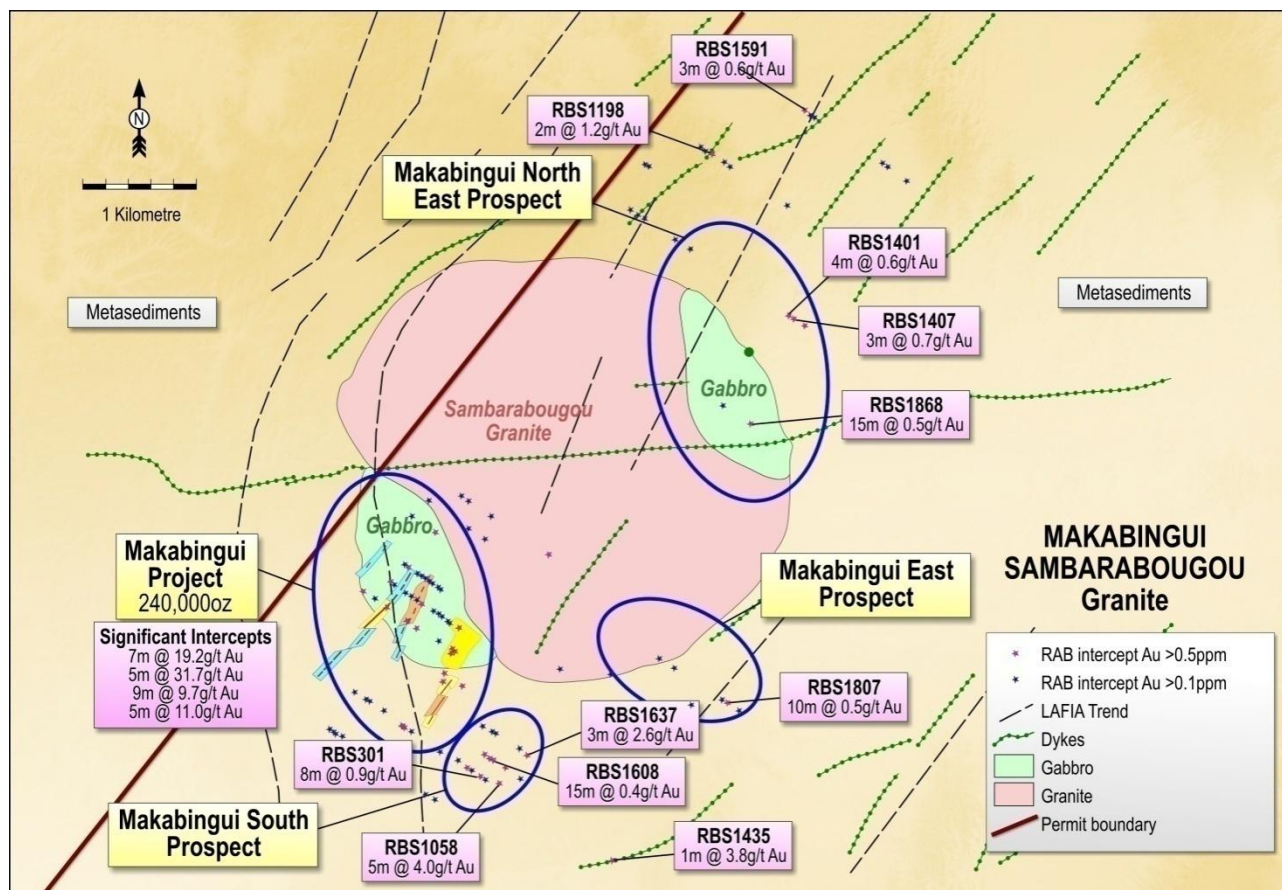 RBS1591
3m @ 0.6g/t Au
RBS1198
2m @ 1.2g/t Au
N
1 Kilometre
Makabingui North
East Prospect
RBS1401
4m @ 0.6g/t Au
Metasediments
Metasediments
RBS1407
3m @ 0.7g/t Au
Gabbro
Sambarabougou
Granite
RBS1868
15m @ 0.5g/t Au
Gabbro
Makabingui
Project
240,000oz
Significant Intercepts
7m @ 19.2g/t Au
5m @ 31.7g/t Au
9m @ 9.7g/t Au
5m @ 11.0g/t Au
Makabingui East
Prospect
RBS1807
10m @ 0.5g/t Au
RBS1637
3m @ 2.6g/t Au
RBS301
8m @ 0.9g/t Au
RBS1608
15m @ 0.4g/t Au
Makabingui South
Prospect
RBS1058
5m @ 4.0g/t Au
RBS1435
1m @ 3.8g/t Au
MAKABINGUI
SAMBARABOUGOU
Granite
RAB intercept Au >0.5ppm
RAB intercept Au >0.1ppm
LAFIA Trend
Dykes
Gabbro
Granite
Permit boundary